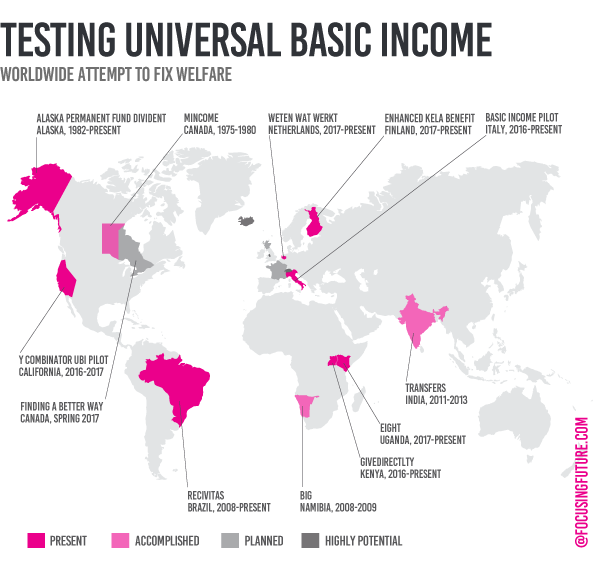 TESTING UNIVERSAL BASIC INCOME
WORLDWIDE ATTEMPT TO FIX WELFARE
ALASKA PERMANENT FUND DIVIDENT
ALASKA, 1982-PRESENT
MINCOME
CANADA, 1975-1980
WETEN WAT WERKT
NETHERLANDS, 2017-PRESENT
ENHANCED KELA BENEFIT
FINLAND, 2017-PRESENT
BASIC INCOME PILOT
ITALY, 2016-PRESENT
Y COMBINATOR UBI PILOT
CALIFORNIA, 2016-2017
FINDING A BETTER WAY
CANADA, SPRING 2017
TRANSFERS
INDIA, 2011-2013
EIGHT
UGANDA, 2017-PRESENT
GIVEDIRECTLTY
KENYA, 2016-PRESENT
RECIVITAS
BRAZIL, 2008-PRESENT
BIG
NAMIBIA, 2008-2009
PRESENT
ACCOMPLISHED
PLANNED
HIGHLY POTENTIAL
@FOCUSINGFUTURE.COM